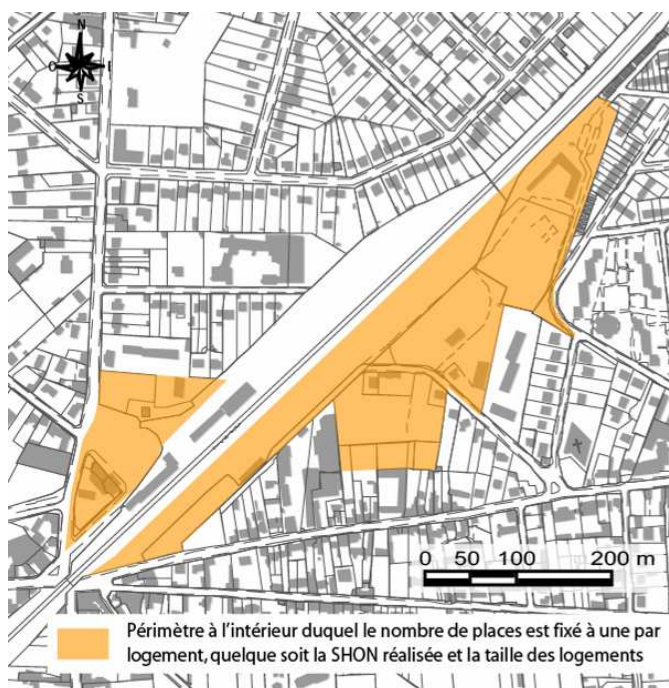 N
O
E
S
0 50 100 200 m
Périmètre à l'intérieur duquel le nombre de places est fixé à une par
logement, quelque soit la SHON réalisée et la taille des logements